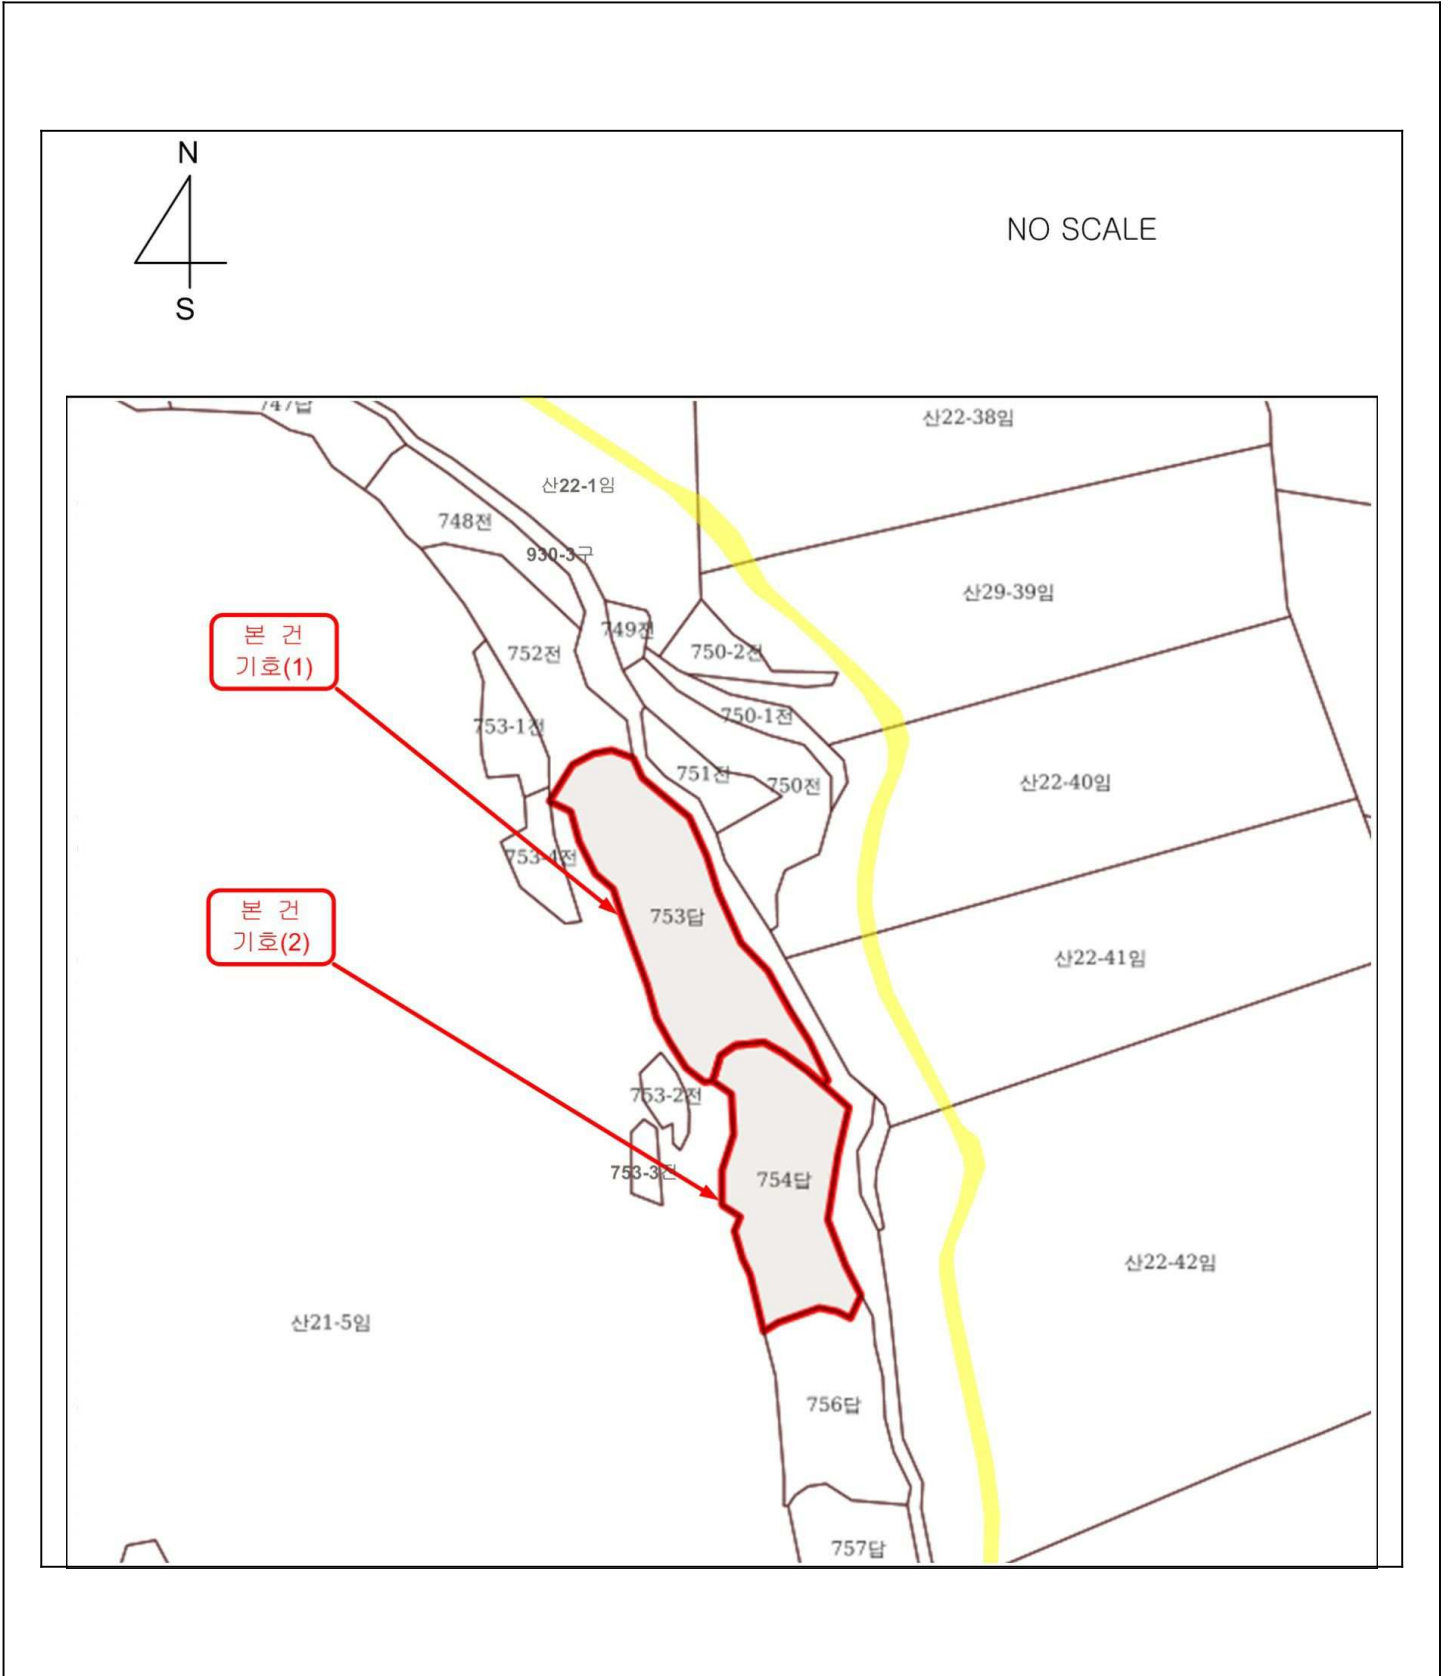 N
NO SCALE
S
747답
산22-38임
산22-1임
748전
930-3구
산29-39임
749전
본 건
기호(1)
752전
750-2전
753-1전
750-1전
751전
750전
산22-40임
753-4전
본 건
기호(2)
753답
산22-41임
753-2전
753-3전
754답
산22-42임
산21-5임
756답
757답